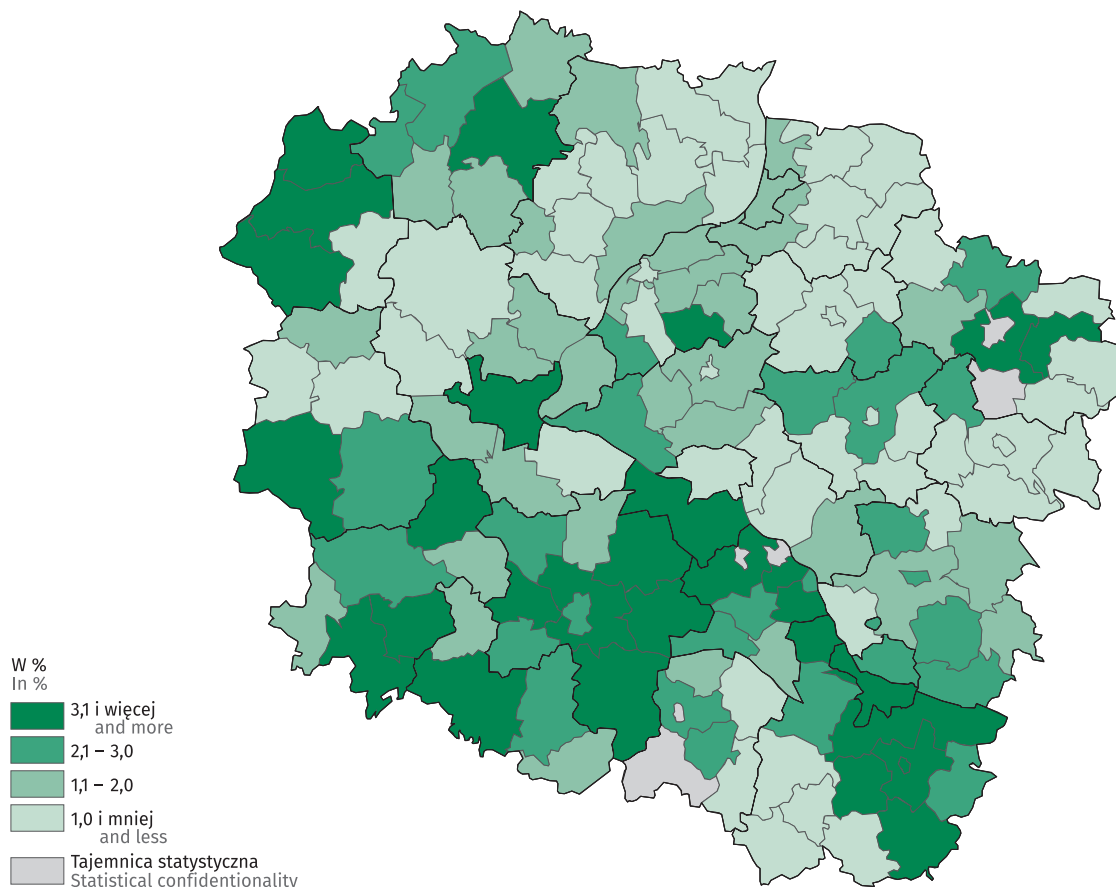 W %
In %
3,1 i więcej
and more
2,1 – 3,0
1,1 – 2,0
1,0 i mniej
and less
Tajemnica statystyczna
Statistical confidentionality